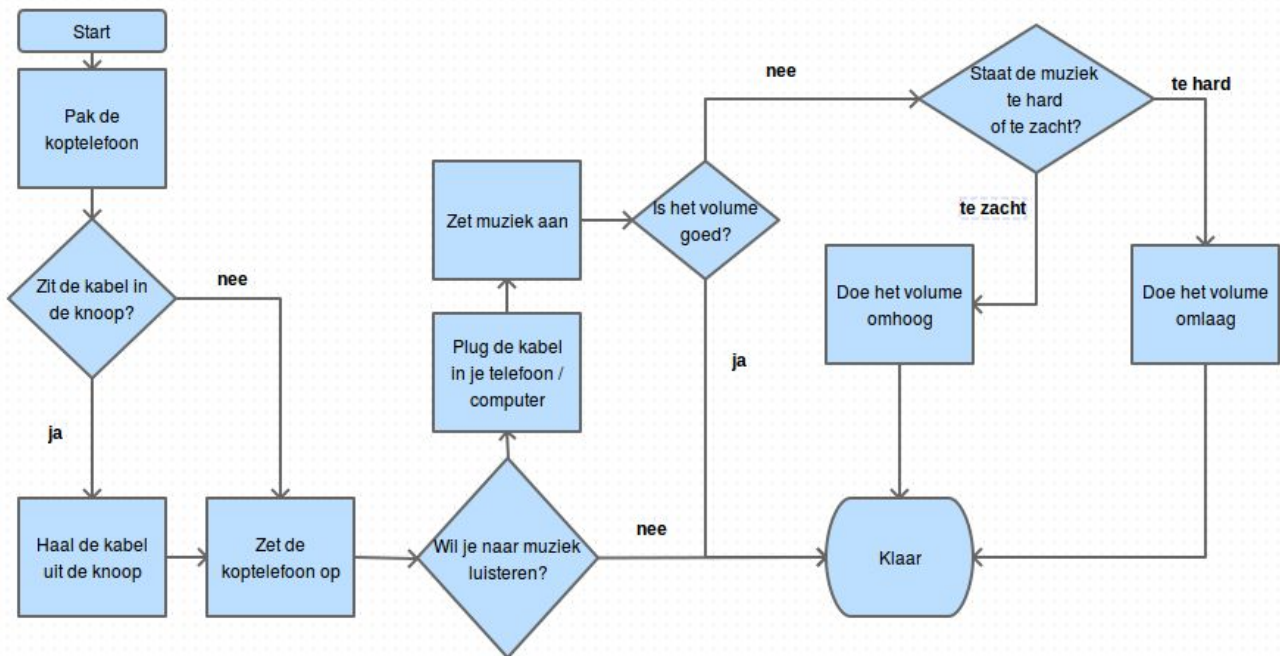 Start
Pak de
koptelefoon
Zit de kabel in
de knoop?
nee
ja
Haal de kabel
uit de knoop
Zet de
koptelefoon op
Wil je naar muziek
luisteren?
nee
Plug de kabel
in je telefoon /
computer
Zet muziek aan
Is het volume
goed?
nee
ja
Staat de muziek
te hard
of te zacht?
te hard
te zacht
Doe het volume
omhoog
Doe het volume
omlaag
Klaar